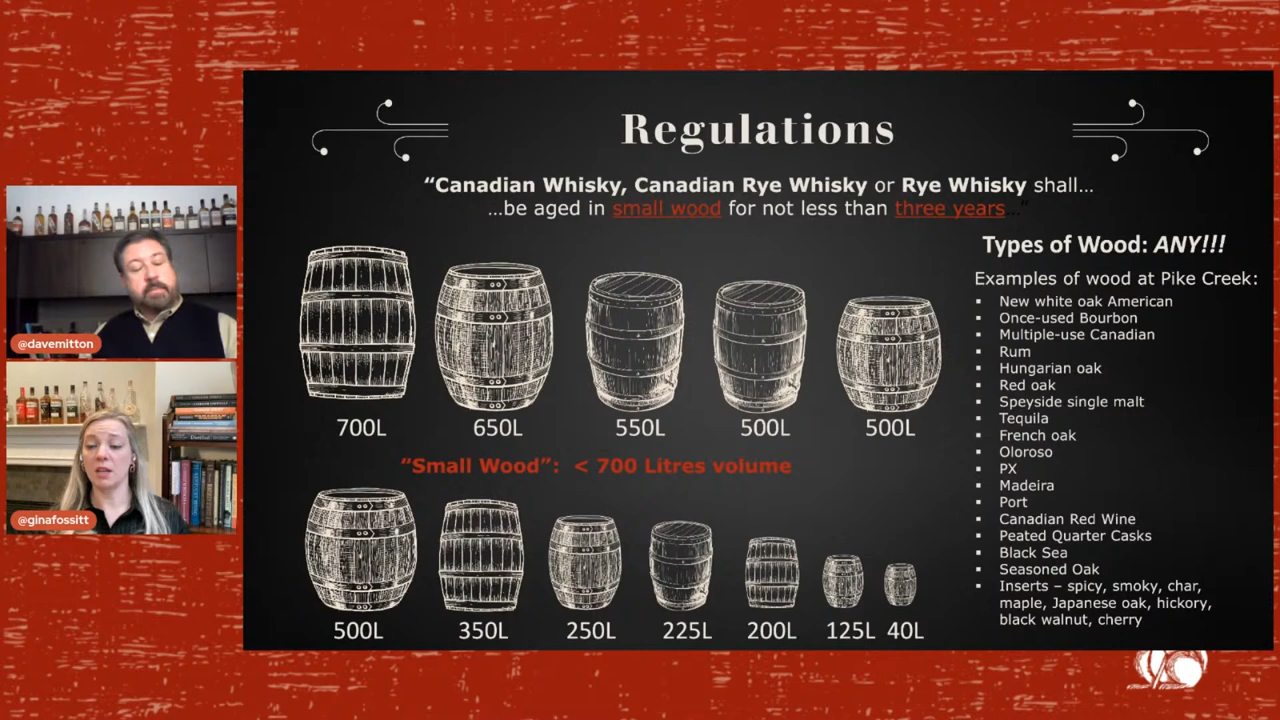 Regulations
“Canadian Whisky, Canadian Rye Whisky or Rye Whisky shall...
...be aged in small wood for not less than three years...”
Types of Wood: ANY!!!
Examples of wood at Pike Creek:
New white oak American
Once-used Bourbon
Multiple-use Canadian
Rum
Hungarian oak
Red oak
Speyside single malt
Tequila
French oak
Oloroso
PX
Madeira
Port
Canadian Red Wine
Peated Quarter Casks
Black Sea
Seasoned Oak
Inserts – spicy, smoky, char,
maple, Japanese oak, hickory,
black walnut, cherry
700L 650L 550L 500L 500L
“Small Wood”: < 700 Litres volume
500L 350L 250L 225L 200L 125L 40L
@davemitton
@ginafossitt